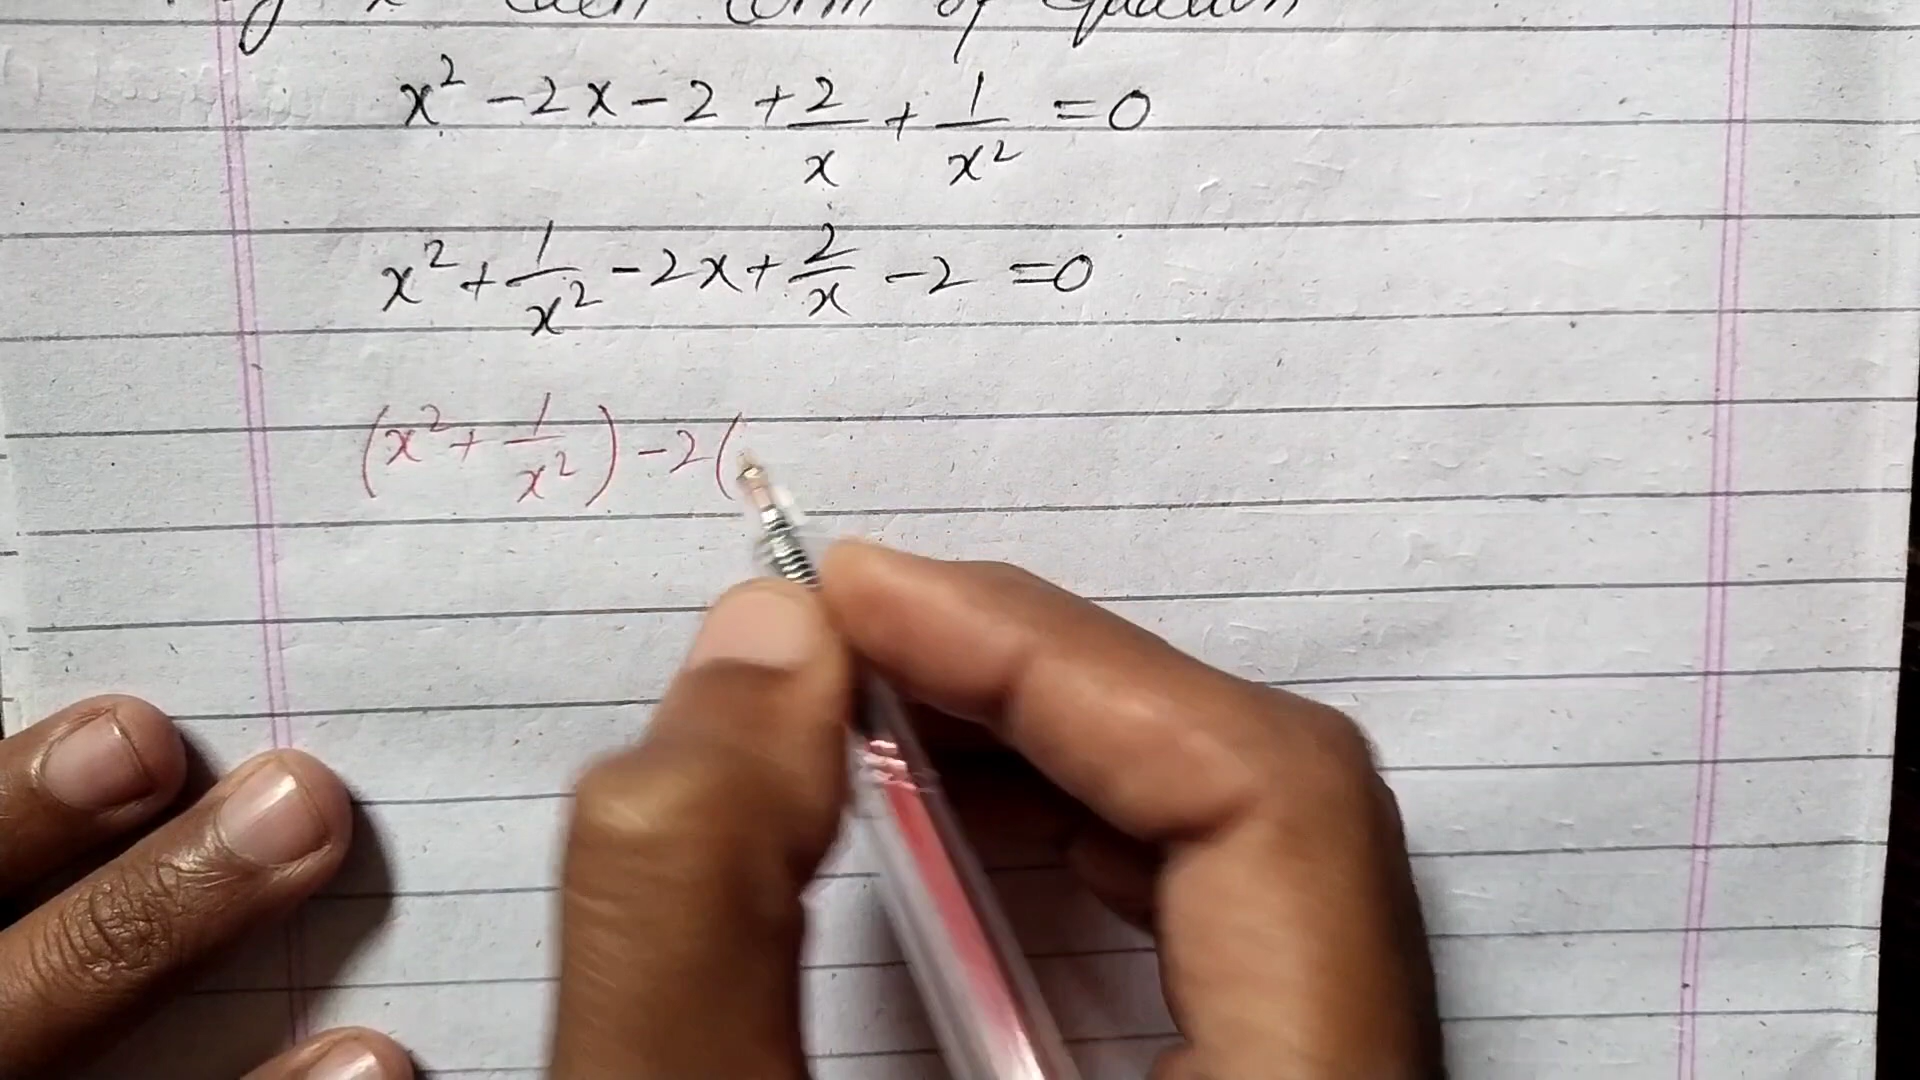 x² - 2x - 2 + 2/x + 1/x² = 0
x² + 1/x² - 2x + 2/x - 2 = 0
(x² + 1/x²) - 2(